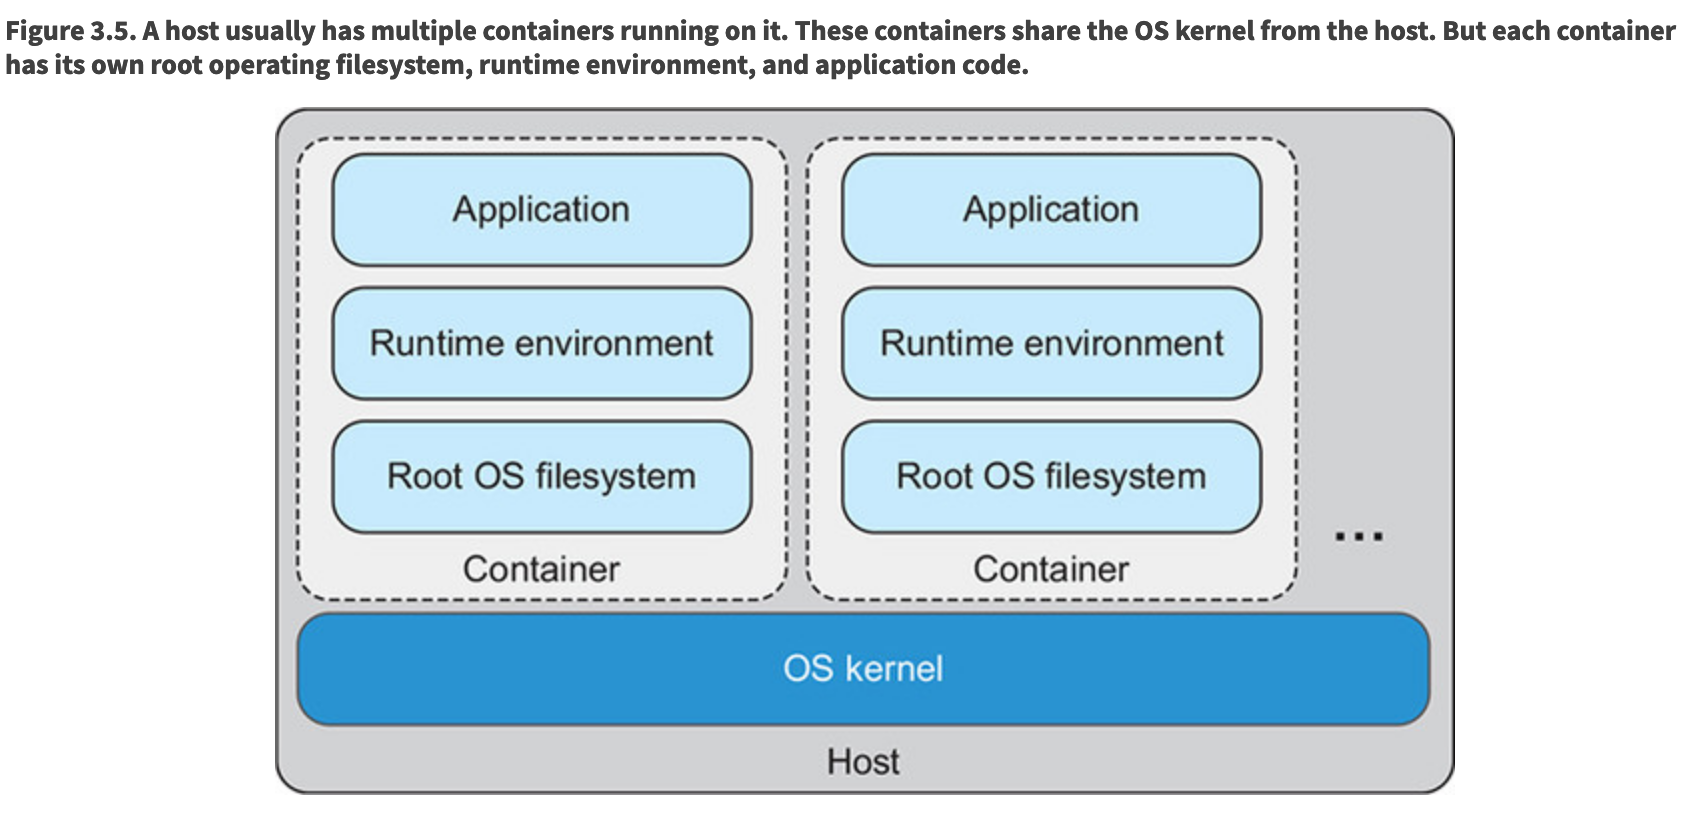 Figure 3.5. A host usually has multiple containers running on it. These containers share the OS kernel from the host. But each container
has its own root operating filesystem, runtime environment, and application code.
Application
Runtime environment
Root OS filesystem
Container
Application
Runtime environment
Root OS filesystem
Container
...
OS kernel
Host